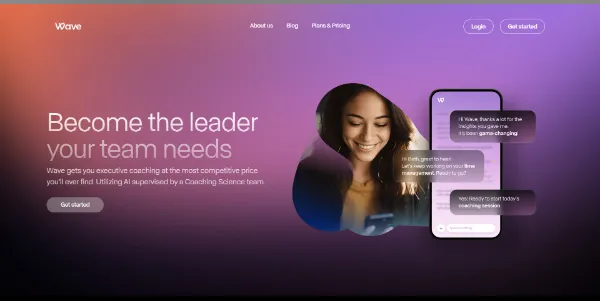 Wave
About us
Blog
Plans & Pricing
Login
Get started
Become the leader
your team needs
Wave gets you executive coaching at the most competitive price
you'll ever find. Utilizing AI supervised by a Coaching Science team
Get started
W
Hi Wave, thanks a lot for the
insights you gave me.
It's been game-changing!
Hi Beth, great to hear!
Let's keep working on your time
management. Ready to go?
Yes! Ready to start today's
coaching session.